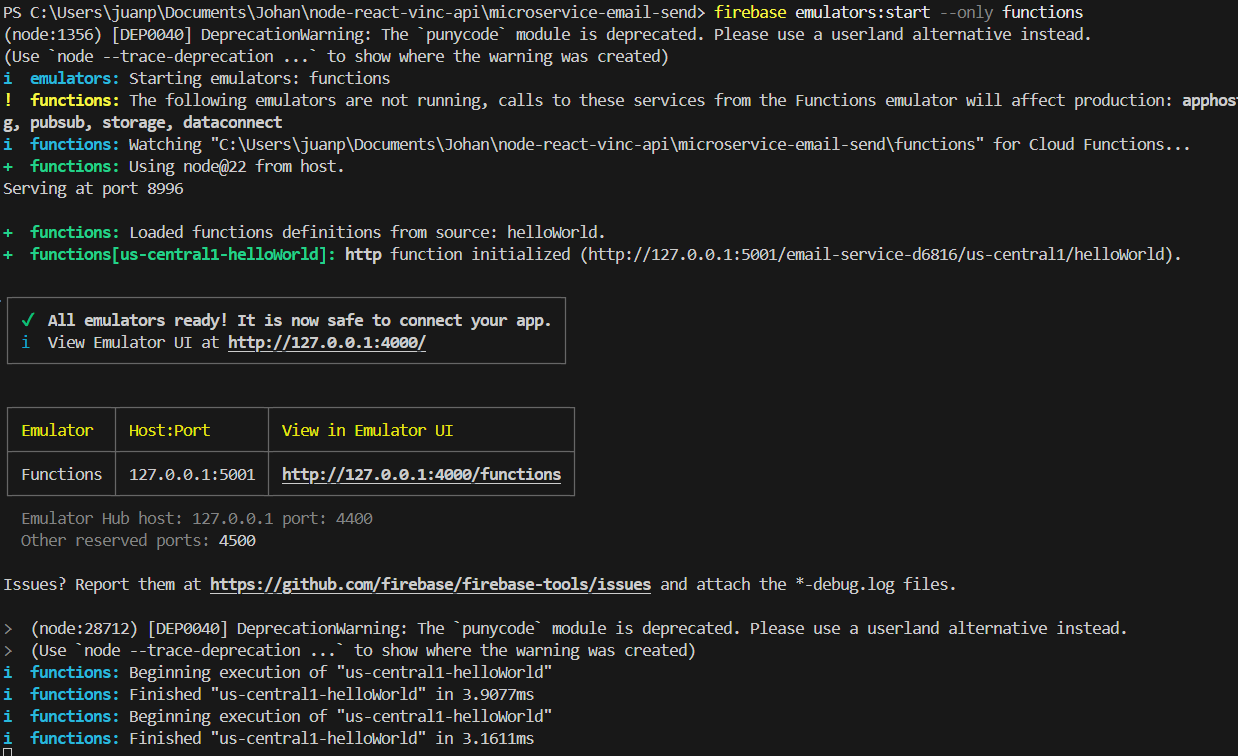 PS C:\Users\juanp\Documents\Johan\node-react-vinc-api\microservice-email-send> firebase emulators:start --only functions
(node:1356) [DEP0040] DeprecationWarning: The `punycode` module is deprecated. Please use a userland alternative instead.
(Use `node --trace-deprecation ...` to show where the warning was created)
i  emulators: Starting emulators: functions
!  functions: The following emulators are not running, calls to these services from the Functions emulator will affect production: apphost
g, pubsub, storage, dataconnect
i  functions: Watching "C:\Users\juanp\Documents\Johan\node-react-vinc-api\microservice-email-send\functions" for Cloud Functions...
+  functions: Using node@22 from host.
Serving at port 8996
+  functions: Loaded functions definitions from source: helloWorld.
+  functions[us-central1-helloWorld]: http function initialized (http://127.0.0.1:5001/email-service-d6816/us-central1/helloWorld).
✓  All emulators ready! It is now safe to connect your app.
i  View Emulator UI at http://127.0.0.1:4000/
Emulator  Host:Port  View in Emulator UI
Functions  127.0.0.1:5001  http://127.0.0.1:4000/functions
Emulator Hub host: 127.0.0.1 port: 4400
Other reserved ports: 4500
Issues? Report them at https://github.com/firebase/firebase-tools/issues and attach the *-debug.log files.
>  (node:28712) [DEP0040] DeprecationWarning: The `punycode` module is deprecated. Please use a userland alternative instead.
>  (Use `node --trace-deprecation ...` to show where the warning was created)
i  functions: Beginning execution of "us-central1-helloWorld"
i  functions: Finished "us-central1-helloWorld" in 3.9077ms
i  functions: Beginning execution of "us-central1-helloWorld"
i  functions: Finished "us-central1-helloWorld" in 3.1611ms